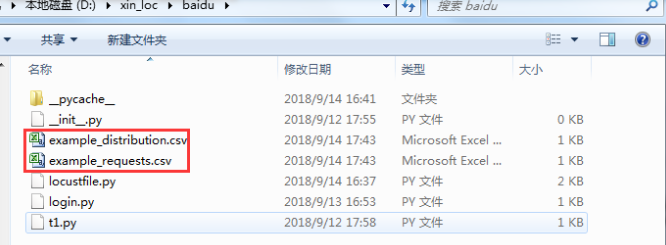 本地磁盘 (D:) ▸ xin_loc ▸ baidu ▸ 搜索 baidu
共享 ▾ 新建文件夹
名称 修改日期 类型 大小
__pycache__ 2018/9/14 16:41 文件夹
__init__.py 2018/9/12 17:55 PY 文件 0 KB
example_distribution.csv 2018/9/14 17:43 Microsoft Excel ... 1 KB
example_requests.csv 2018/9/14 17:43 Microsoft Excel ... 1 KB
locustfile.py 2018/9/14 16:37 PY 文件 2 KB
login.py 2018/9/13 16:53 PY 文件 1 KB
t1.py 2018/9/12 17:58 PY 文件 1 KB